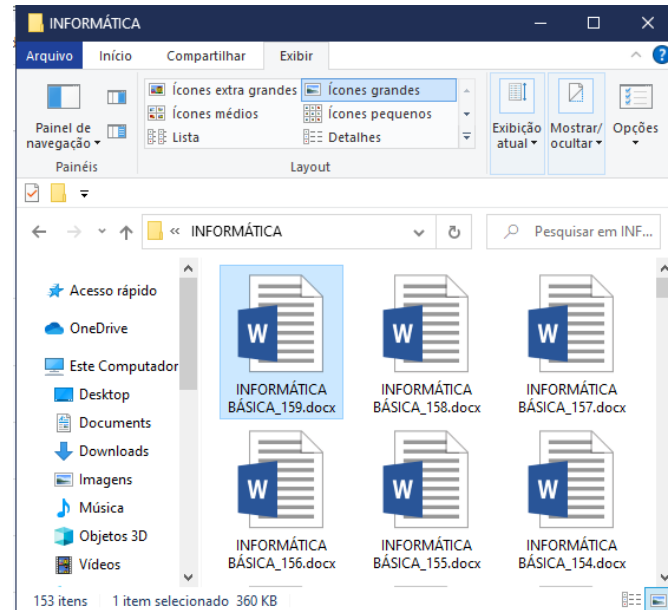 INFORMÁTICA
Arquivo Início Compartilhar Exibir
Ícones extra grandes Ícones grandes
Ícones médios Ícones pequenos
Lista Detalhes
Painel de navegação
Exibição atual
Mostrar/ ocultar
Opções
Painéis Layout
« INFORMÁTICA
Pesquisar em INF...
Acesso rápido
OneDrive
Este Computador
Desktop
Documents
Downloads
Imagens
Música
Objetos 3D
Vídeos
W W W
INFORMÁTICA BÁSICA_159.docx
INFORMÁTICA BÁSICA_158.docx
INFORMÁTICA BÁSICA_157.docx
W W W
INFORMÁTICA BÁSICA_156.docx
INFORMÁTICA BÁSICA_155.docx
INFORMÁTICA BÁSICA_154.docx
153 itens 1 item selecionado 360 KB